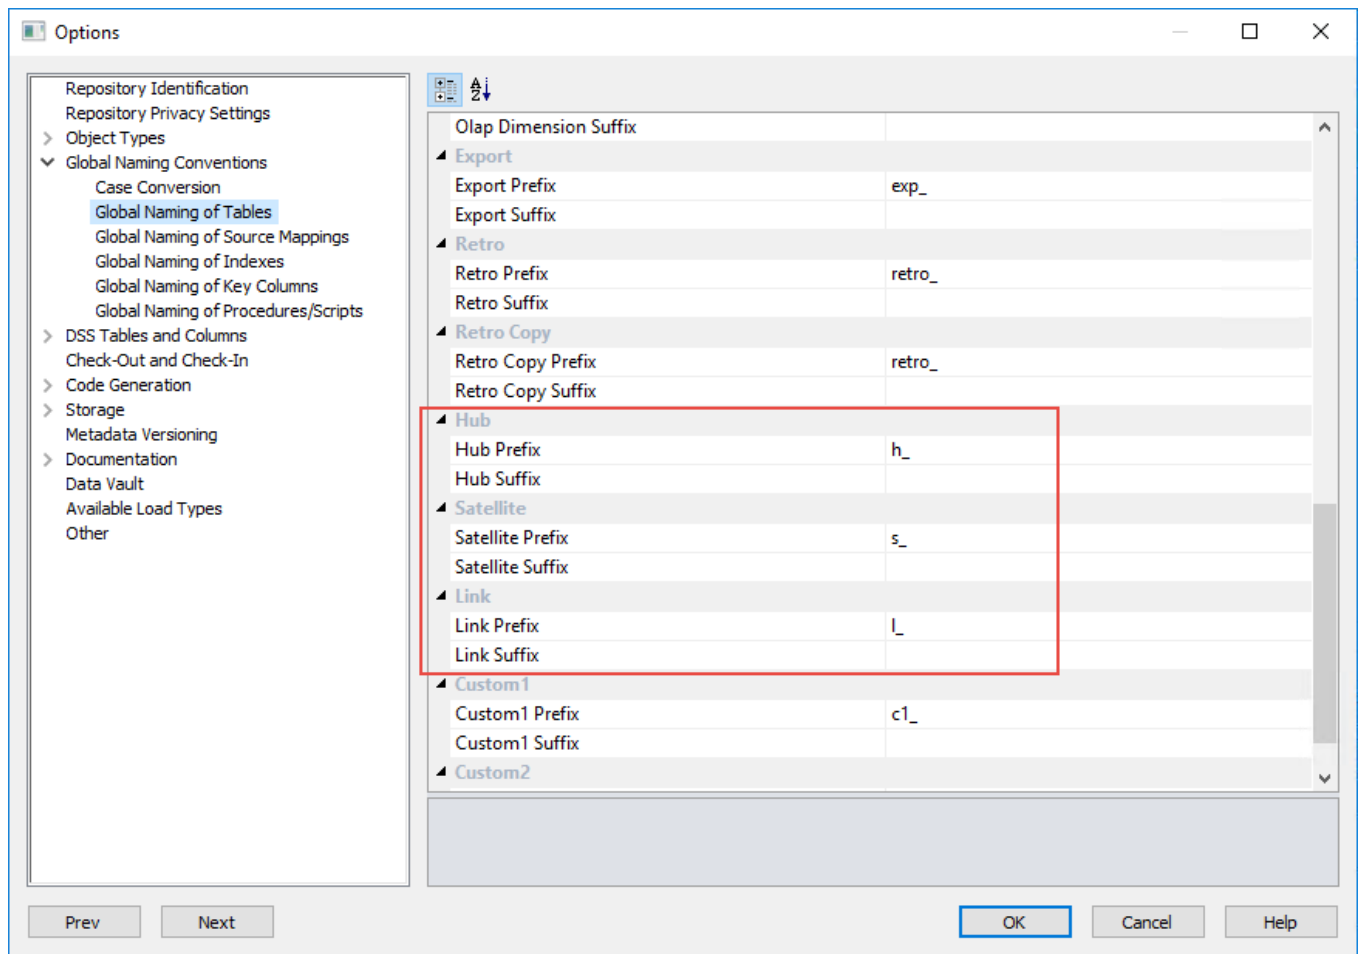 Options
Repository Identification
Repository Privacy Settings
Object Types
Global Naming Conventions
Case Conversion
Global Naming of Tables
Global Naming of Source Mappings
Global Naming of Indexes
Global Naming of Key Columns
Global Naming of Procedures/Scripts
DSS Tables and Columns
Check-Out and Check-In
Code Generation
Storage
Metadata Versioning
Documentation
Data Vault
Available Load Types
Other
Olap Dimension Suffix
Export
Export Prefix exp_
Export Suffix
Retro
Retro Prefix retro_
Retro Suffix
Retro Copy
Retro Copy Prefix retro_
Retro Copy Suffix
Hub
Hub Prefix h_
Hub Suffix
Satellite
Satellite Prefix s_
Satellite Suffix
Link
Link Prefix l_
Link Suffix
Custom1
Custom1 Prefix c1_
Custom1 Suffix
Custom2
Prev Next OK Cancel Help